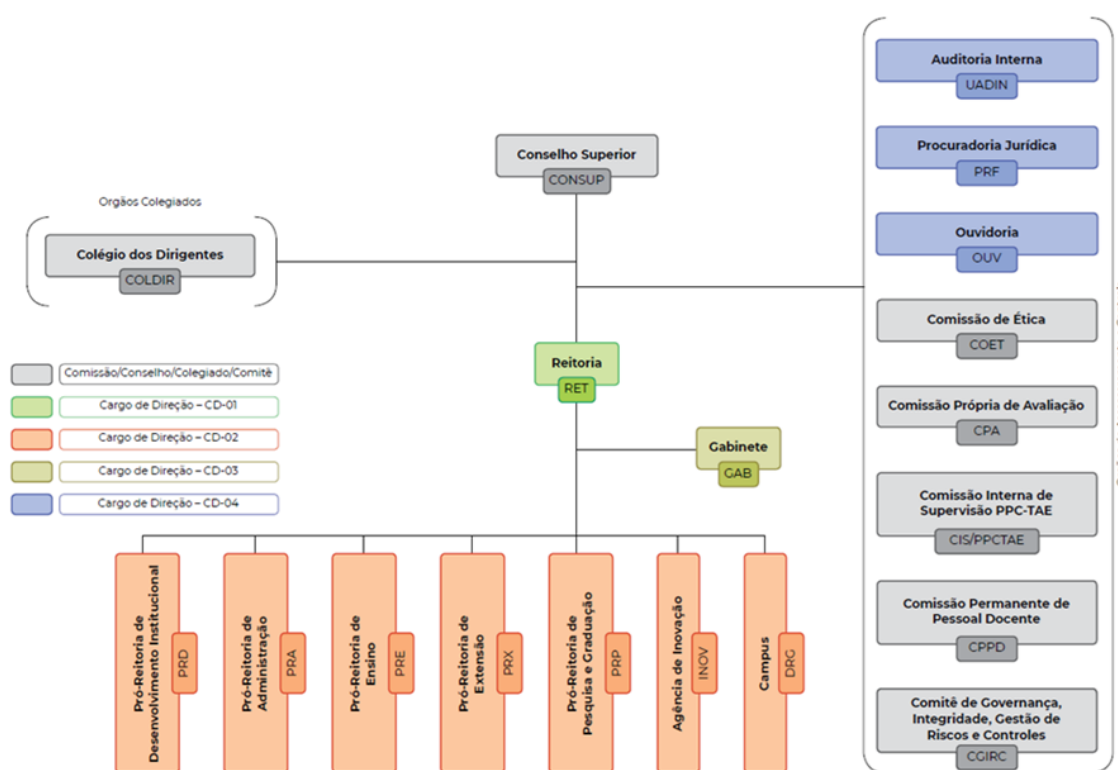 Conselho Superior
CONSUP
Orgãos Colegiados
Colégio dos Dirigentes
COLDIR
Auditoria Interna
UADIN
Procuradoria Jurídica
PRF
Ouvidoria
OUV
Comissão de Ética
COET
Comissão Própria de Avaliação
CPA
Comissão Interna de
Supervisão PPC-TAE
CIS/PPCTAE
Comissão Permanente de
Pessoal Docente
CPPD
Comitê de Governança,
Integridade, Gestão de
Riscos e Controles
CGIRC
Reitoria
RET
Gabinete
GAB
Comissão/Conselho/Colegiado/Comitê
Cargo de Direção – CD-01
Cargo de Direção – CD-02
Cargo de Direção – CD-03
Cargo de Direção – CD-04
Pró-Reitoria de
Desenvolvimento Institucional
PRD
Pró-Reitoria de
Administração
PRA
Pró-Reitoria de
Ensino
PRE
Pró-Reitoria de
Extensão
PRX
Pró-Reitoria de
Pesquisa e Graduação
PRP
Agência de Inovação
INOV
Campus
DRG